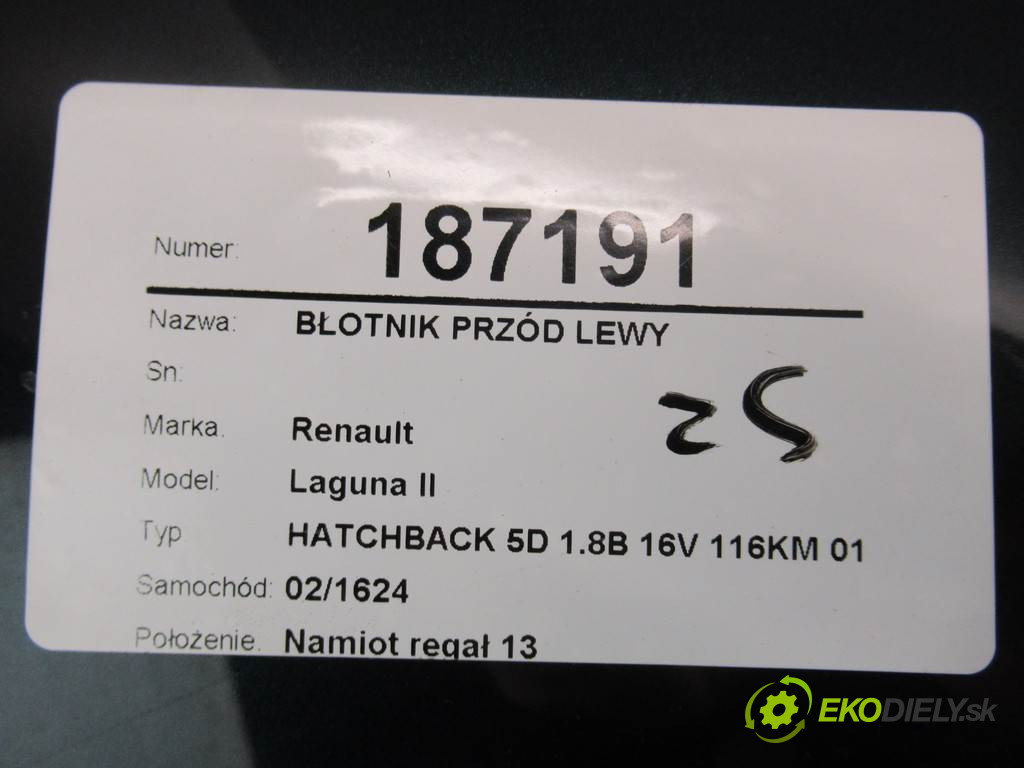 Numer: 187191
Nazwa: BŁOTNIK PRZÓD LEWY
Sn:
25
Marka. Renault
Model: Laguna II
Typ HATCHBACK 5D 1.8B 16V 116KM 01
Samochód: 02/1624
Położenie. Namiot regał 13
EKODIELY.sk